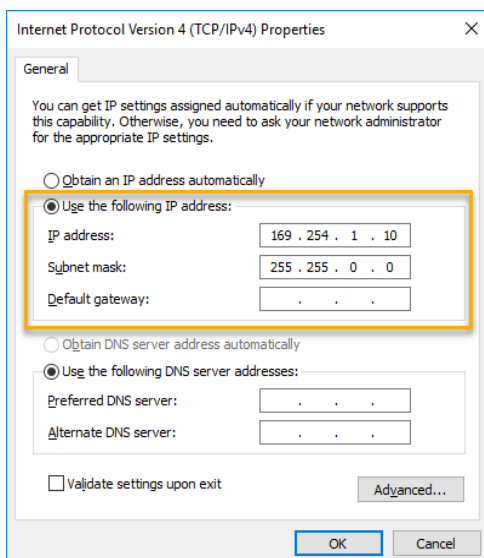 Internet Protocol Version 4 (TCP/IPv4) Properties
General
You can get IP settings assigned automatically if your network supports
this capability. Otherwise, you need to ask your network administrator
for the appropriate IP settings.
Obtain an IP address automatically
Use the following IP address:
IP address: 169 . 254 . 1 . 10
Subnet mask: 255 . 255 . 0 . 0
Default gateway: . . .
Obtain DNS server address automatically
Use the following DNS server addresses:
Preferred DNS server: . . .
Alternate DNS server: . . .
Validate settings upon exit
Advanced...
OK Cancel